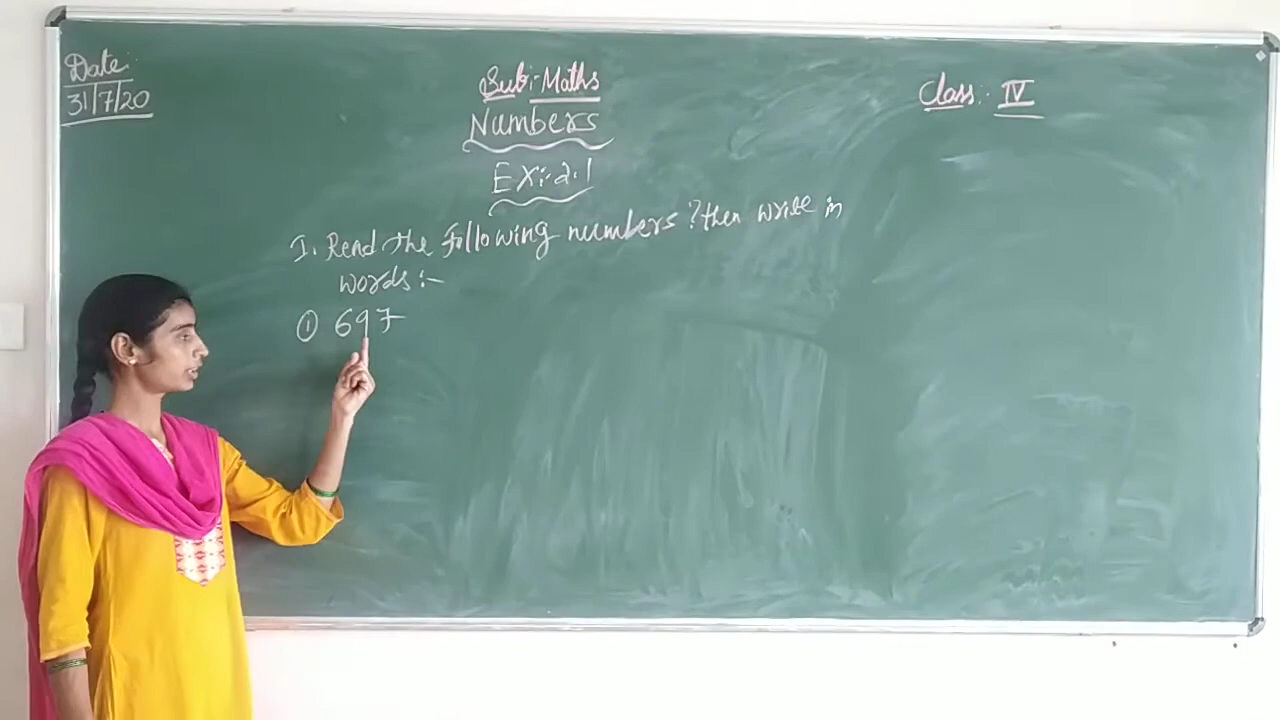 Date:
31/7/20
Sub:- Maths
Class:- IV
Numbers
EX:-2.1
I. Read the following numbers? then write in
words:-
① 697